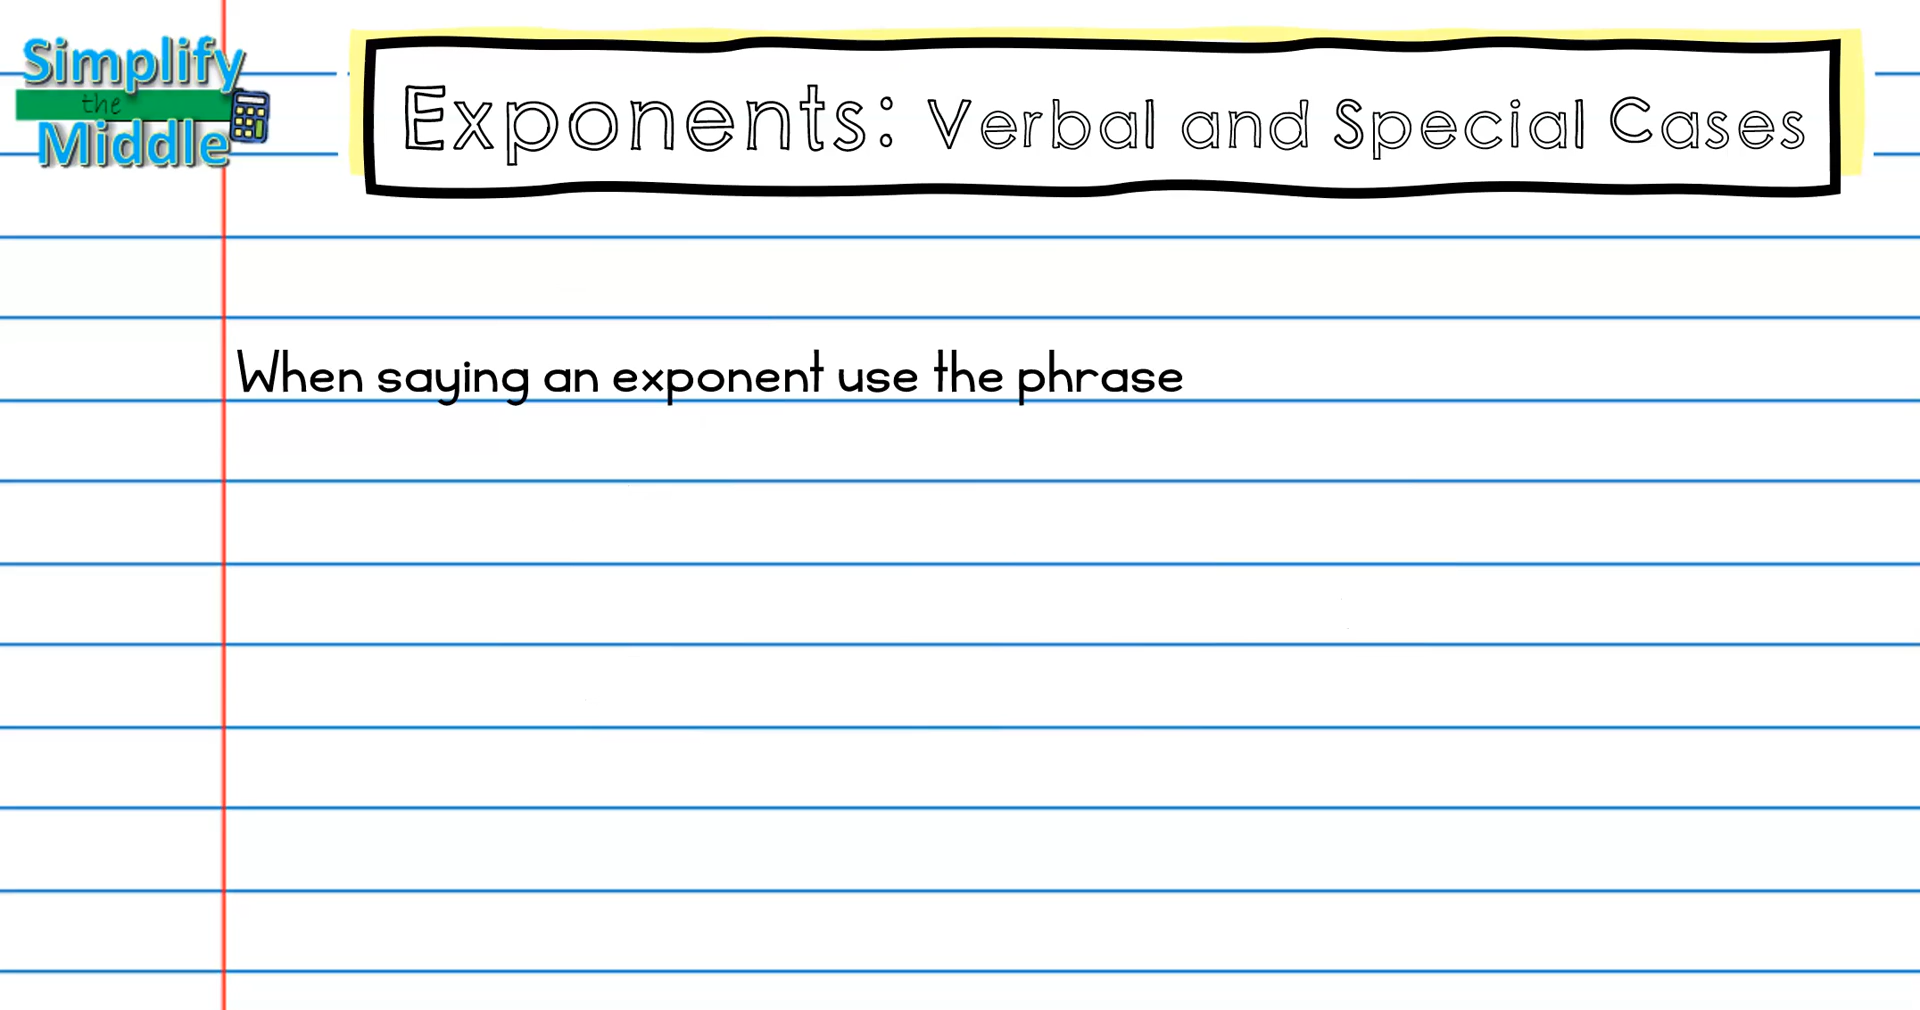 Simplify
the
Middle
Exponents: Verbal and Special Cases
When saying an exponent use the phrase